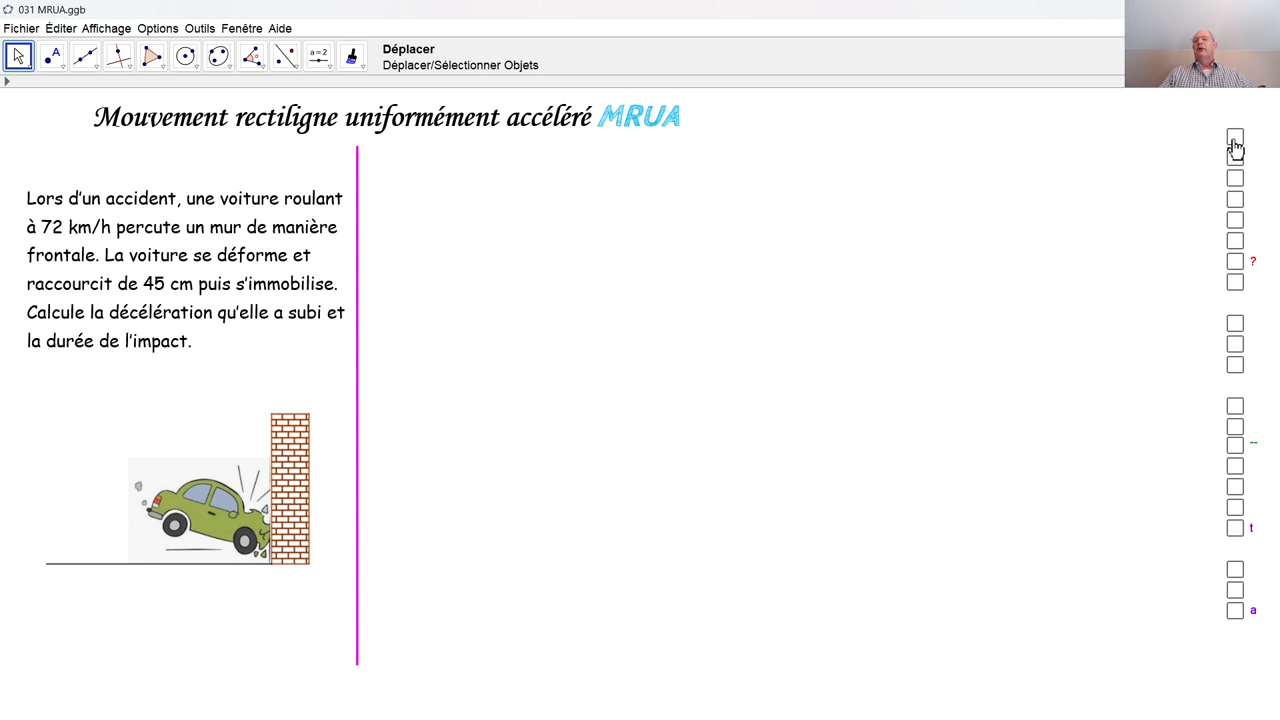 031 MRUA.ggb
Fichier Éditer Affichage Options Outils Fenêtre Aide
A
a=2
Déplacer
Déplacer/Sélectionner Objets
Mouvement rectiligne uniformément accéléré MRUA
Lors d'un accident, une voiture roulant
à 72 km/h percute un mur de manière
frontale. La voiture se déforme et
raccourcit de 45 cm puis s'immobilise.
Calcule la décélération qu'elle a subi et
la durée de l'impact.
?
--
t
a